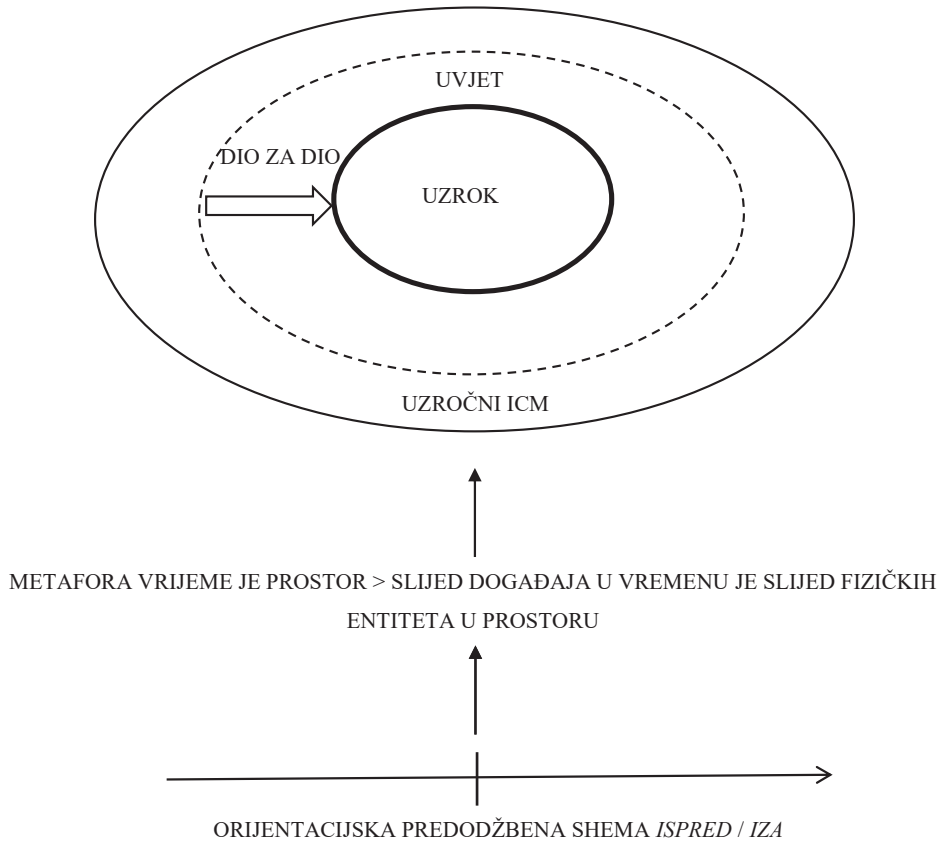 UVJET
DIO ZA DIO
UZROK
UZROČNI ICM
METAFORA VRIJEME JE PROSTOR > SLIJED DOGAĐAJA U VREMENU JE SLIJED FIZIČKIH
ENTITETA U PROSTORU
ORIJENTACIJSKA PREDODŽBENA SHEMA ISPRED / IZA